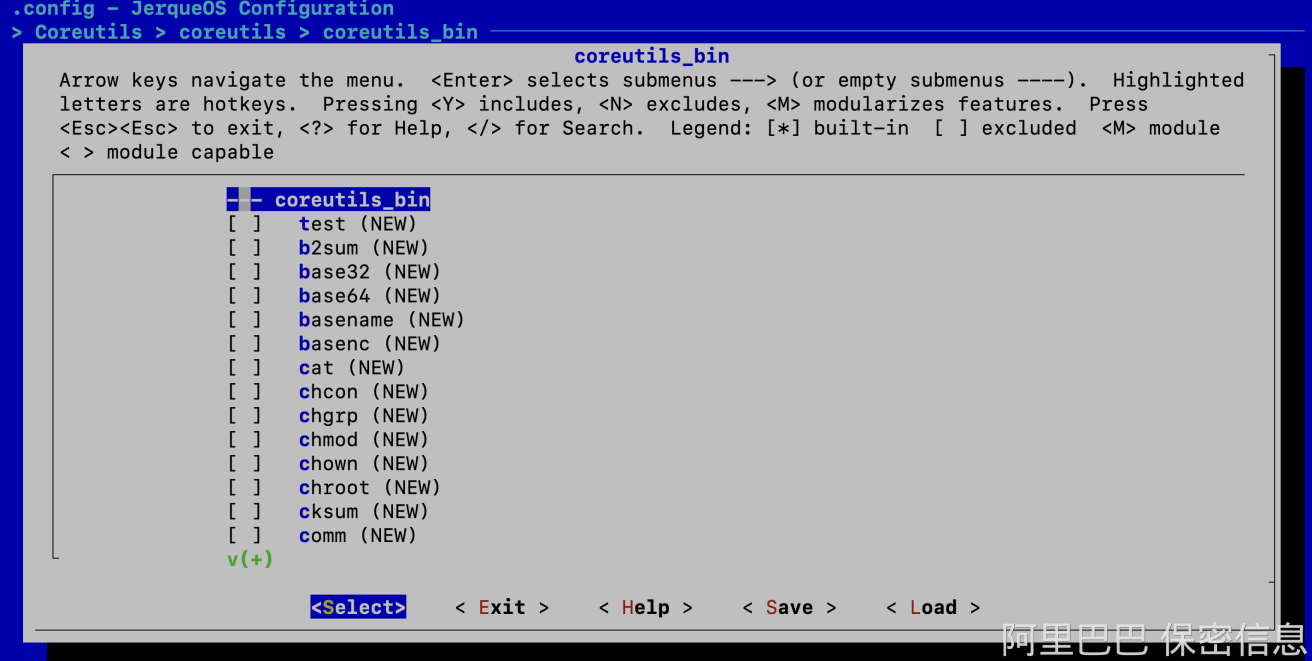 .config - JerqueOS Configuration
> Coreutils > coreutils > coreutils_bin
coreutils_bin
Arrow keys navigate the menu.  <Enter> selects submenus ---> (or empty submenus ----).  Highlighted
letters are hotkeys.  Pressing <Y> includes, <N> excludes, <M> modularizes features.  Press
<Esc><Esc> to exit, <?> for Help, </> for Search.  Legend: [*] built-in  [ ] excluded  <M> module
< > module capable
--- coreutils_bin
[ ]   test (NEW)
[ ]   b2sum (NEW)
[ ]   base32 (NEW)
[ ]   base64 (NEW)
[ ]   basename (NEW)
[ ]   basenc (NEW)
[ ]   cat (NEW)
[ ]   chcon (NEW)
[ ]   chgrp (NEW)
[ ]   chmod (NEW)
[ ]   chown (NEW)
[ ]   chroot (NEW)
[ ]   cksum (NEW)
[ ]   comm (NEW)
v(+)
<Select>    < Exit >    < Help >    < Save >    < Load >
阿里巴巴 保密信息